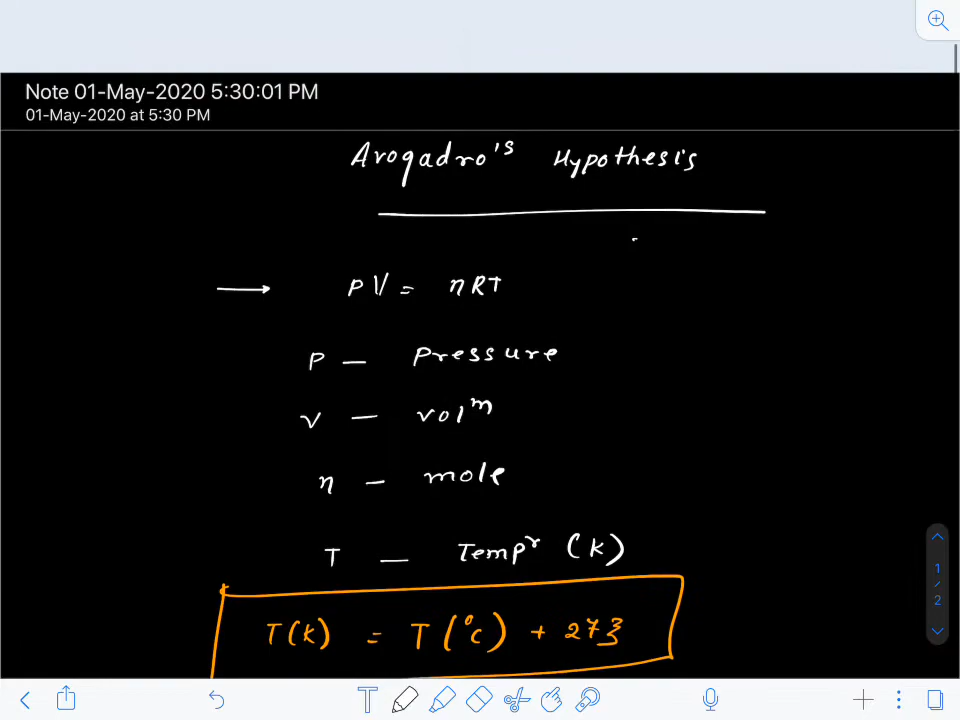 Note 01-May-2020 5:30:01 PM
01-May-2020 at 5:30 PM
Avogadro's Hypothesis
→ PV = nRT
P — Pressure
V — volᵐ
n — mole
T — Tempʳ (K)
T(K) = T(°C) + 273
1
/
2